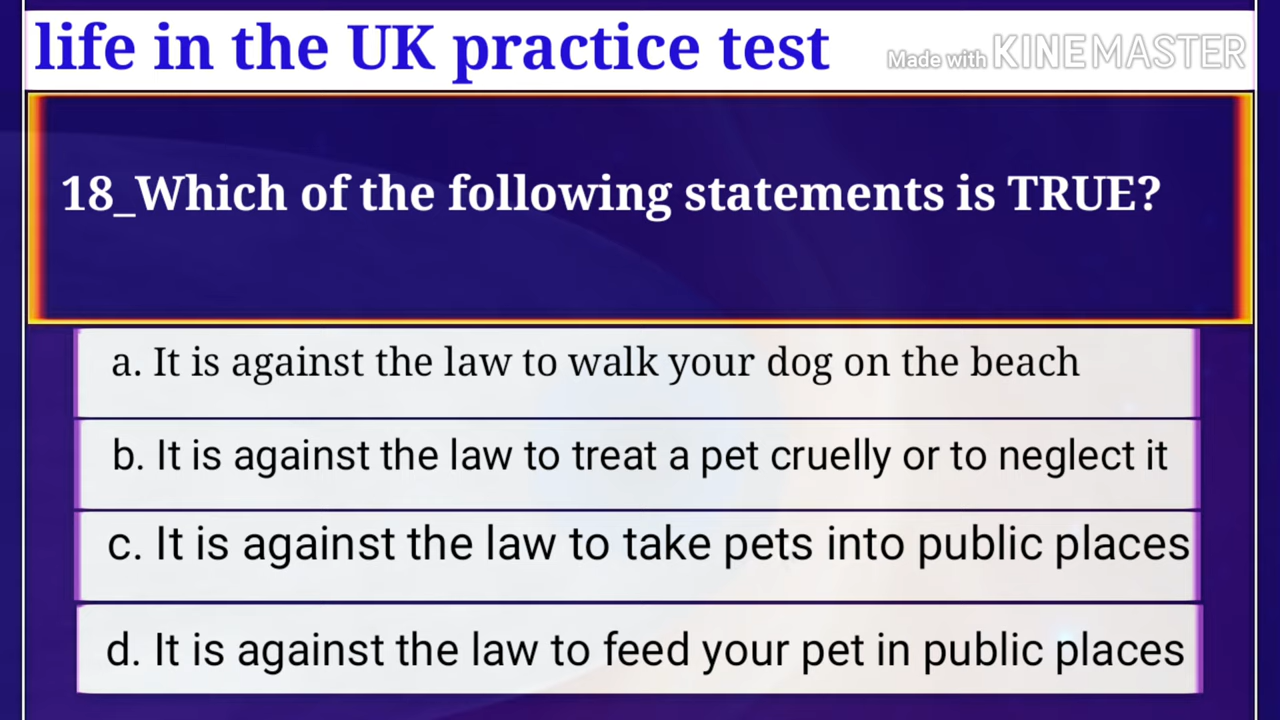 life in the UK practice test
Made with KINEMASTER
18_Which of the following statements is TRUE?
a. It is against the law to walk your dog on the beach
b. It is against the law to treat a pet cruelly or to neglect it
c. It is against the law to take pets into public places
d. It is against the law to feed your pet in public places